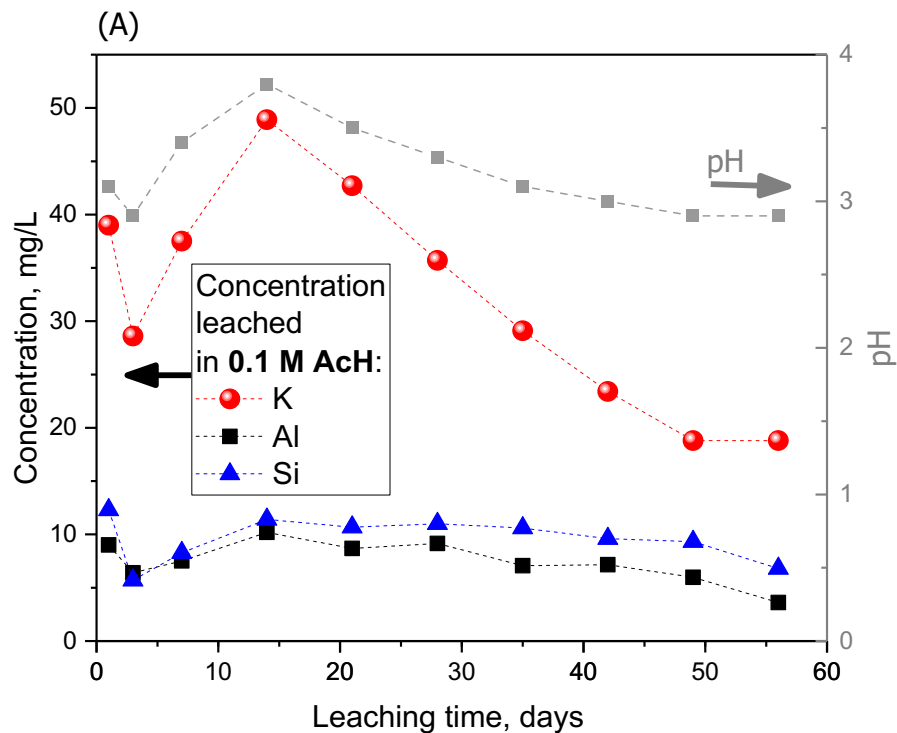 (A)
Concentration, mg/L
0
10
20
30
40
50
0
1
2
3
4
pH
pH
Concentration
leached
in 0.1 M AcH:
K
Al
Si
0
10
20
30
40
50
60
Leaching time, days